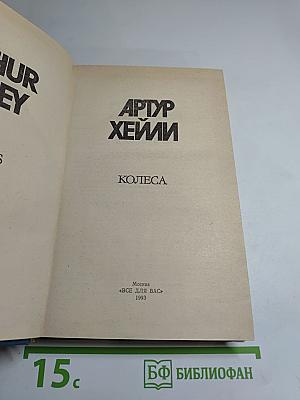 HUR
EY
S
АРТУР
ХЕЙЛИ
КОЛЕСА
Москва
«ВСЕ ДЛЯ ВАС»
1993
15с
БФ БИБЛИОФАН